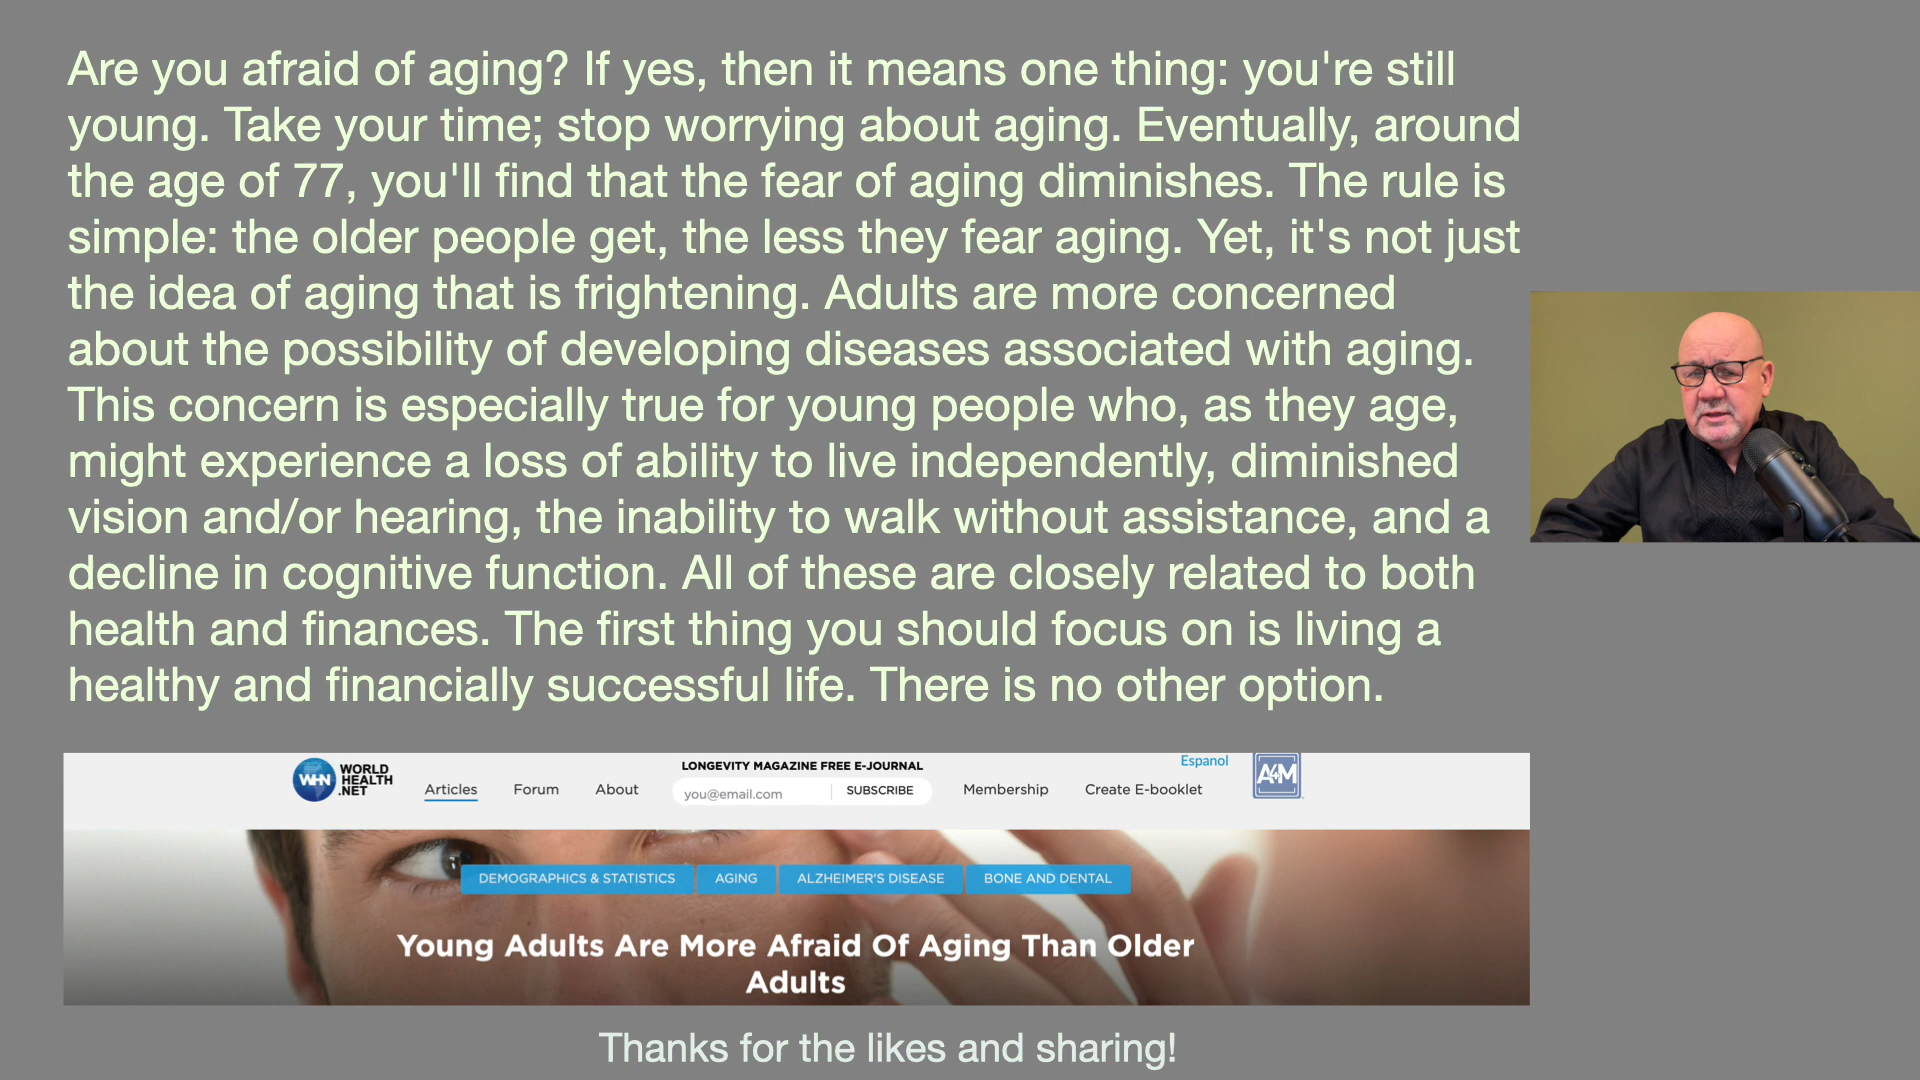 Are you afraid of aging? If yes, then it means one thing: you're still
young. Take your time; stop worrying about aging. Eventually, around
the age of 77, you'll find that the fear of aging diminishes. The rule is
simple: the older people get, the less they fear aging. Yet, it's not just
the idea of aging that is frightening. Adults are more concerned
about the possibility of developing diseases associated with aging.
This concern is especially true for young people who, as they age,
might experience a loss of ability to live independently, diminished
vision and/or hearing, the inability to walk without assistance, and a
decline in cognitive function. All of these are closely related to both
health and finances. The first thing you should focus on is living a
healthy and financially successful life. There is no other option.
WHN
WORLD
HEALTH
.NET
Articles
Forum
About
LONGEVITY MAGAZINE FREE E-JOURNAL
you@email.com
SUBSCRIBE
Membership
Espanol
Create E-booklet
A4M
DEMOGRAPHICS & STATISTICS
AGING
ALZHEIMER'S DISEASE
BONE AND DENTAL
Young Adults Are More Afraid Of Aging Than Older
Adults
Thanks for the likes and sharing!